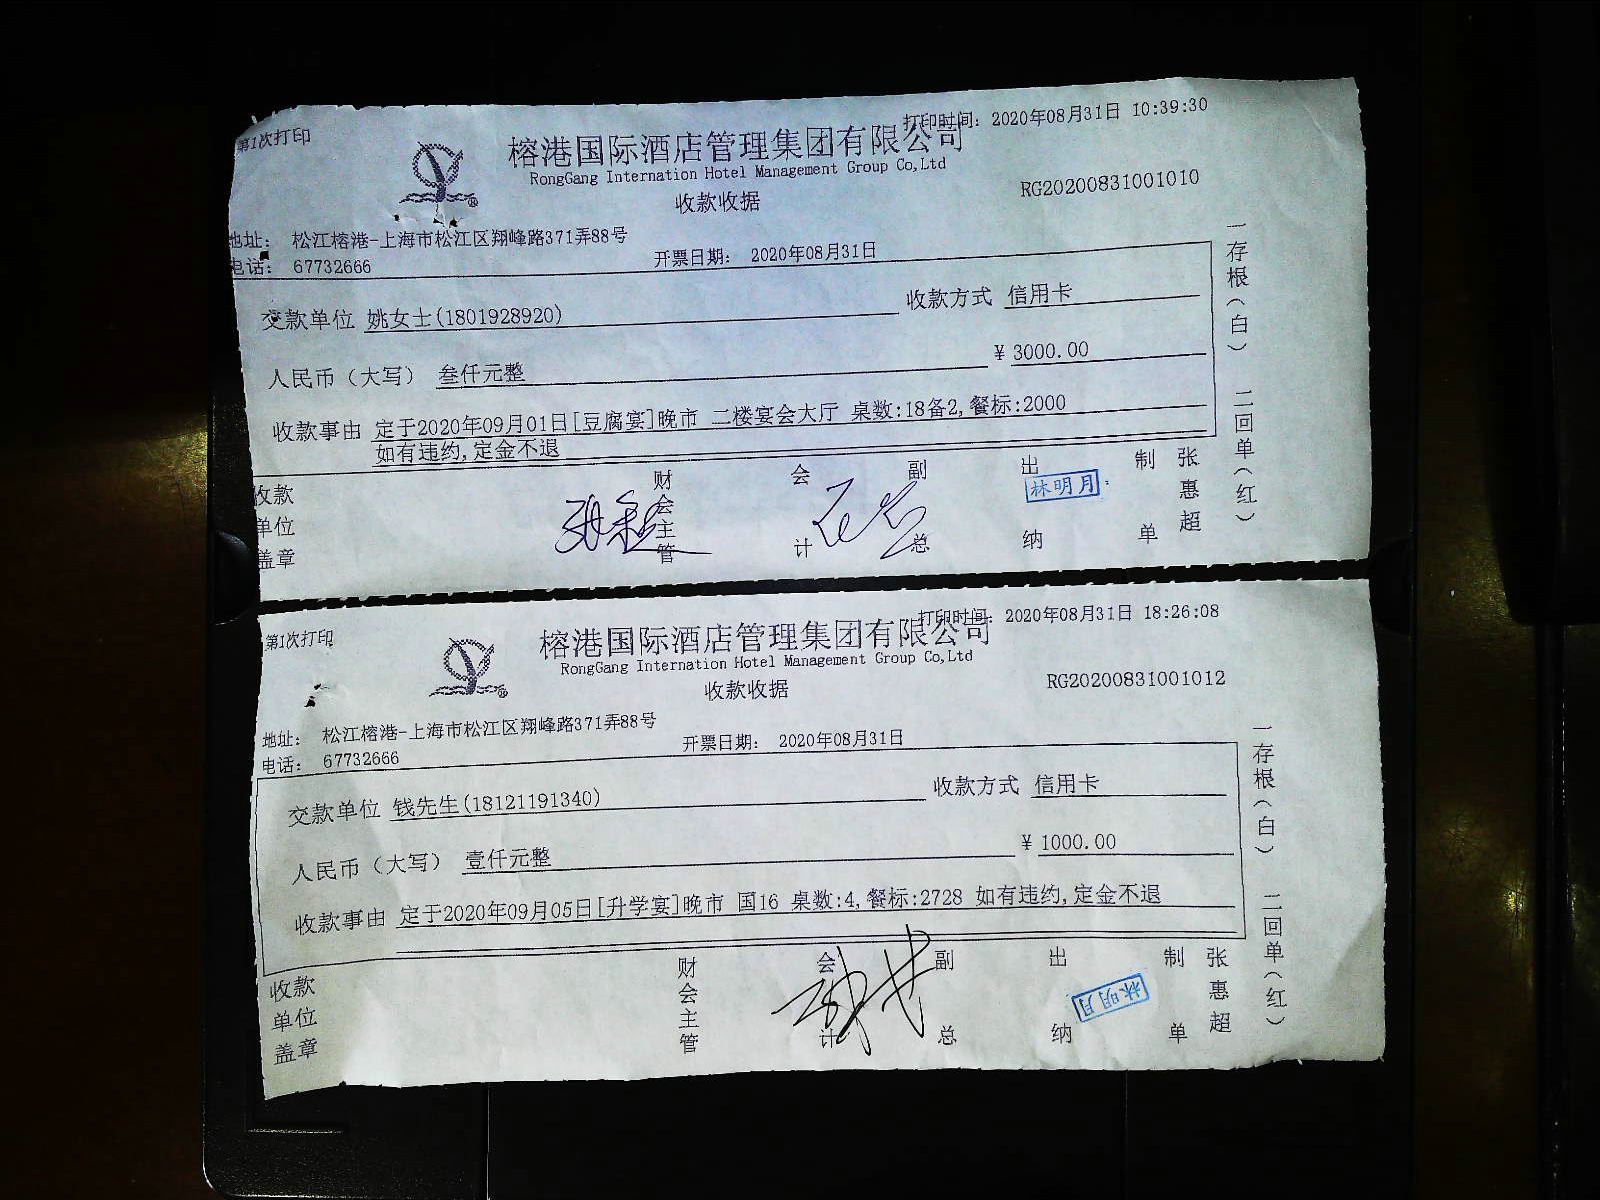 第1次打印
打印时间: 2020年08月31日 10:39:30
榕港国际酒店管理集团有限公司
RongGang Internation Hotel Management Group Co,Ltd
收款收据
RG20200831001010
地址: 松江榕港-上海市松江区翔峰路371弄88号
电话: 67732666
开票日期: 2020年08月31日
交款单位 姚女士(1801928920)
收款方式 信用卡
人民币（大写） 叁仟元整
¥ 3000.00
收款事由 定于2020年09月01日[豆腐宴]晚市 二楼宴会大厅 桌数:18备2,餐标:2000
如有违约,定金不退
收款单位盖章
财会主管
会计
副总
出纳
林明月
制单
张惠超
一存根(白)
二回单(红)
第1次打印
打印时间: 2020年08月31日 18:26:08
榕港国际酒店管理集团有限公司
RongGang Internation Hotel Management Group Co,Ltd
收款收据
RG20200831001012
地址: 松江榕港-上海市松江区翔峰路371弄88号
电话: 67732666
开票日期: 2020年08月31日
交款单位 钱先生(18121191340)
收款方式 信用卡
人民币（大写） 壹仟元整
¥ 1000.00
收款事由 定于2020年09月05日[升学宴]晚市 国16 桌数:4,餐标:2728 如有违约,定金不退
收款单位盖章
财会主管
会计
副总
出纳
林明月
制单
张惠超
一存根(白)
二回单(红)